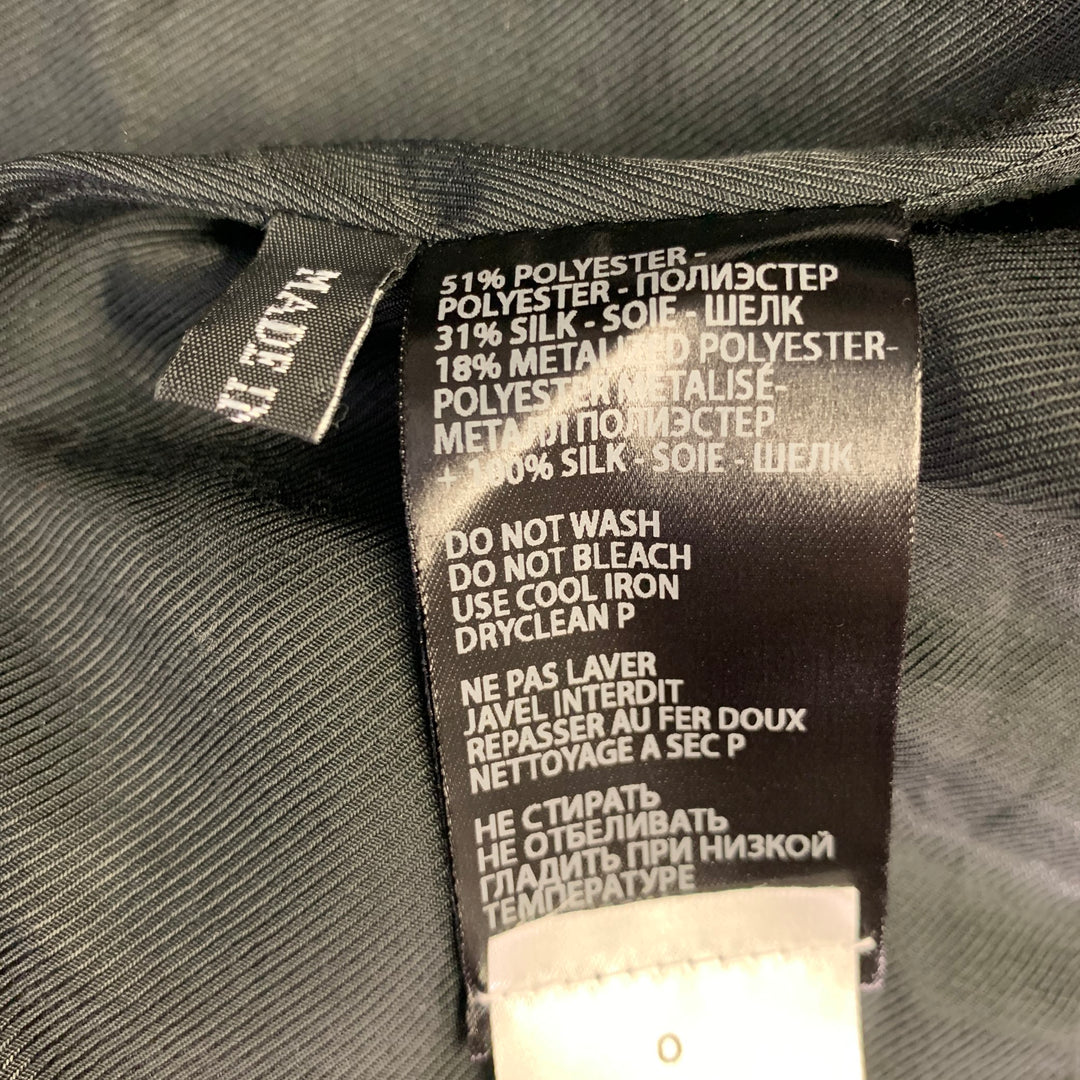 MADE IN
51% POLYESTER -
POLYESTER - ПОЛИЭСТЕР
31% SILK - SOIE - ШЕЛК
18% METALIZED POLYESTER-
POLYESTER METALISÉ-
МЕТАЛЛ ПОЛИЭСТЕР
+ 100% SILK - SOIE - ШЕЛК
DO NOT WASH
DO NOT BLEACH
USE COOL IRON
DRYCLEAN P
NE PAS LAVER
JAVEL INTERDIT
REPASSER AU FER DOUX
NETTOYAGE A SEC P
НЕ СТИРАТЬ
НЕ ОТБЕЛИВАТЬ
ГЛАДИТЬ ПРИ НИЗКОЙ
ТЕМПЕРАТУРЕ
0